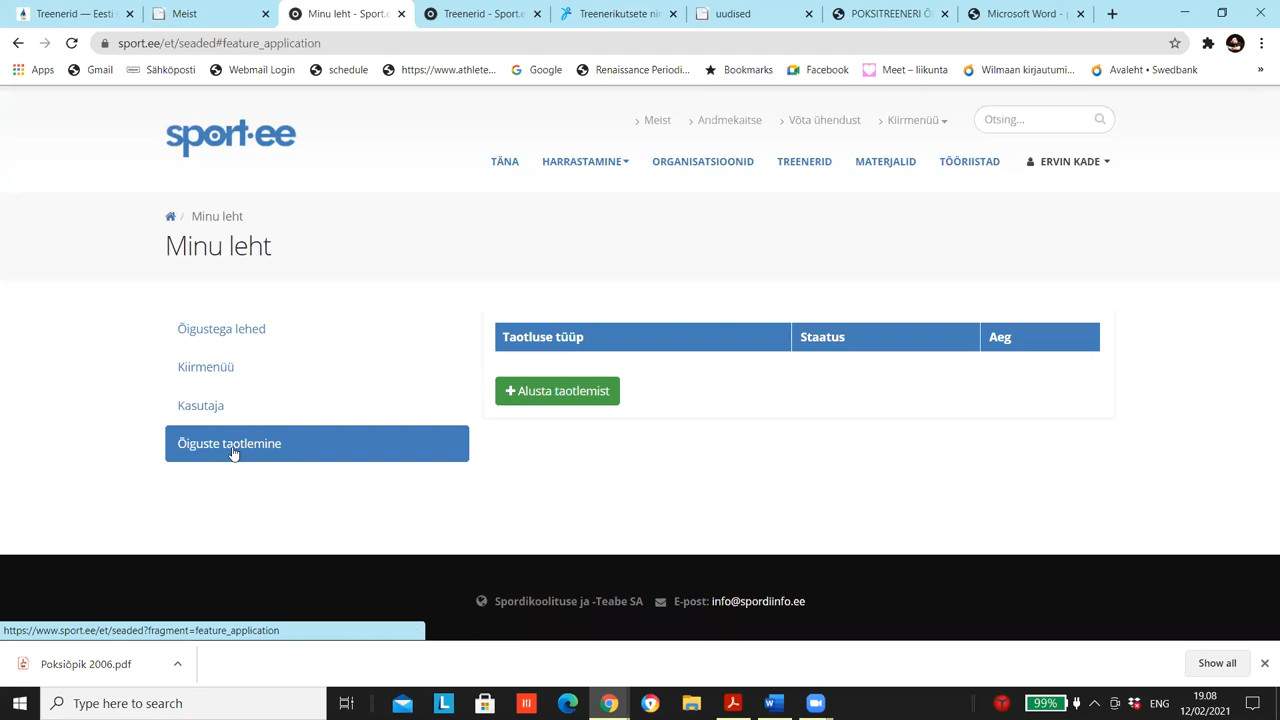 Treenerid — Eesti
Meist
Minu leht - Sport.e
Treenerid - Sport.e
Treenerikutsete ni
uudised
POKSITREENERI Õ
Microsoft Word -
sport.ee/et/seaded#feature_application
Apps Gmail Sähköposti Webmail Login schedule https://www.athlete... Google Renaissance Periodi... Bookmarks Facebook Meet – liikunta Wilmaan kirjautumi... Avaleht • Swedbank »
sport·ee
Meist Andmekaitse Võta ühendust Kiirmenüü Otsing...
TÄNA HARRASTAMINE ORGANISATSIOONID TREENERID MATERJALID TÖÖRIISTAD ERVIN KADE
/ Minu leht
Minu leht
Õigustega lehed
Kiirmenüü
Kasutaja
Õiguste taotlemine
Taotluse tüüp Staatus Aeg
Alusta taotlemist
Spordikoolituse ja -Teabe SA E-post: info@spordiinfo.ee
https://www.sport.ee/et/seaded?fragment=feature_application
Poksiõpik 2006.pdf Show all
Type here to search
99% ENG
19.08
12/02/2021